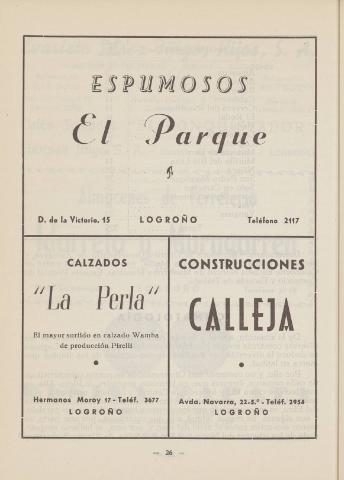 ESPUMOSOS
El Parque
D. de la Victoria, 15 LOGROÑO Teléfono 2117
CALZADOS
"La Perla"
El mayor surtido en calzado Wamba
de producción Pirelli
Hermanos Moroy 17 - Teléf. 3677
LOGROÑO
CONSTRUCCIONES
CALLEJA
Avda. Navarra, 22-5.º - Teléf. 2954
LOGROÑO
— 26 —